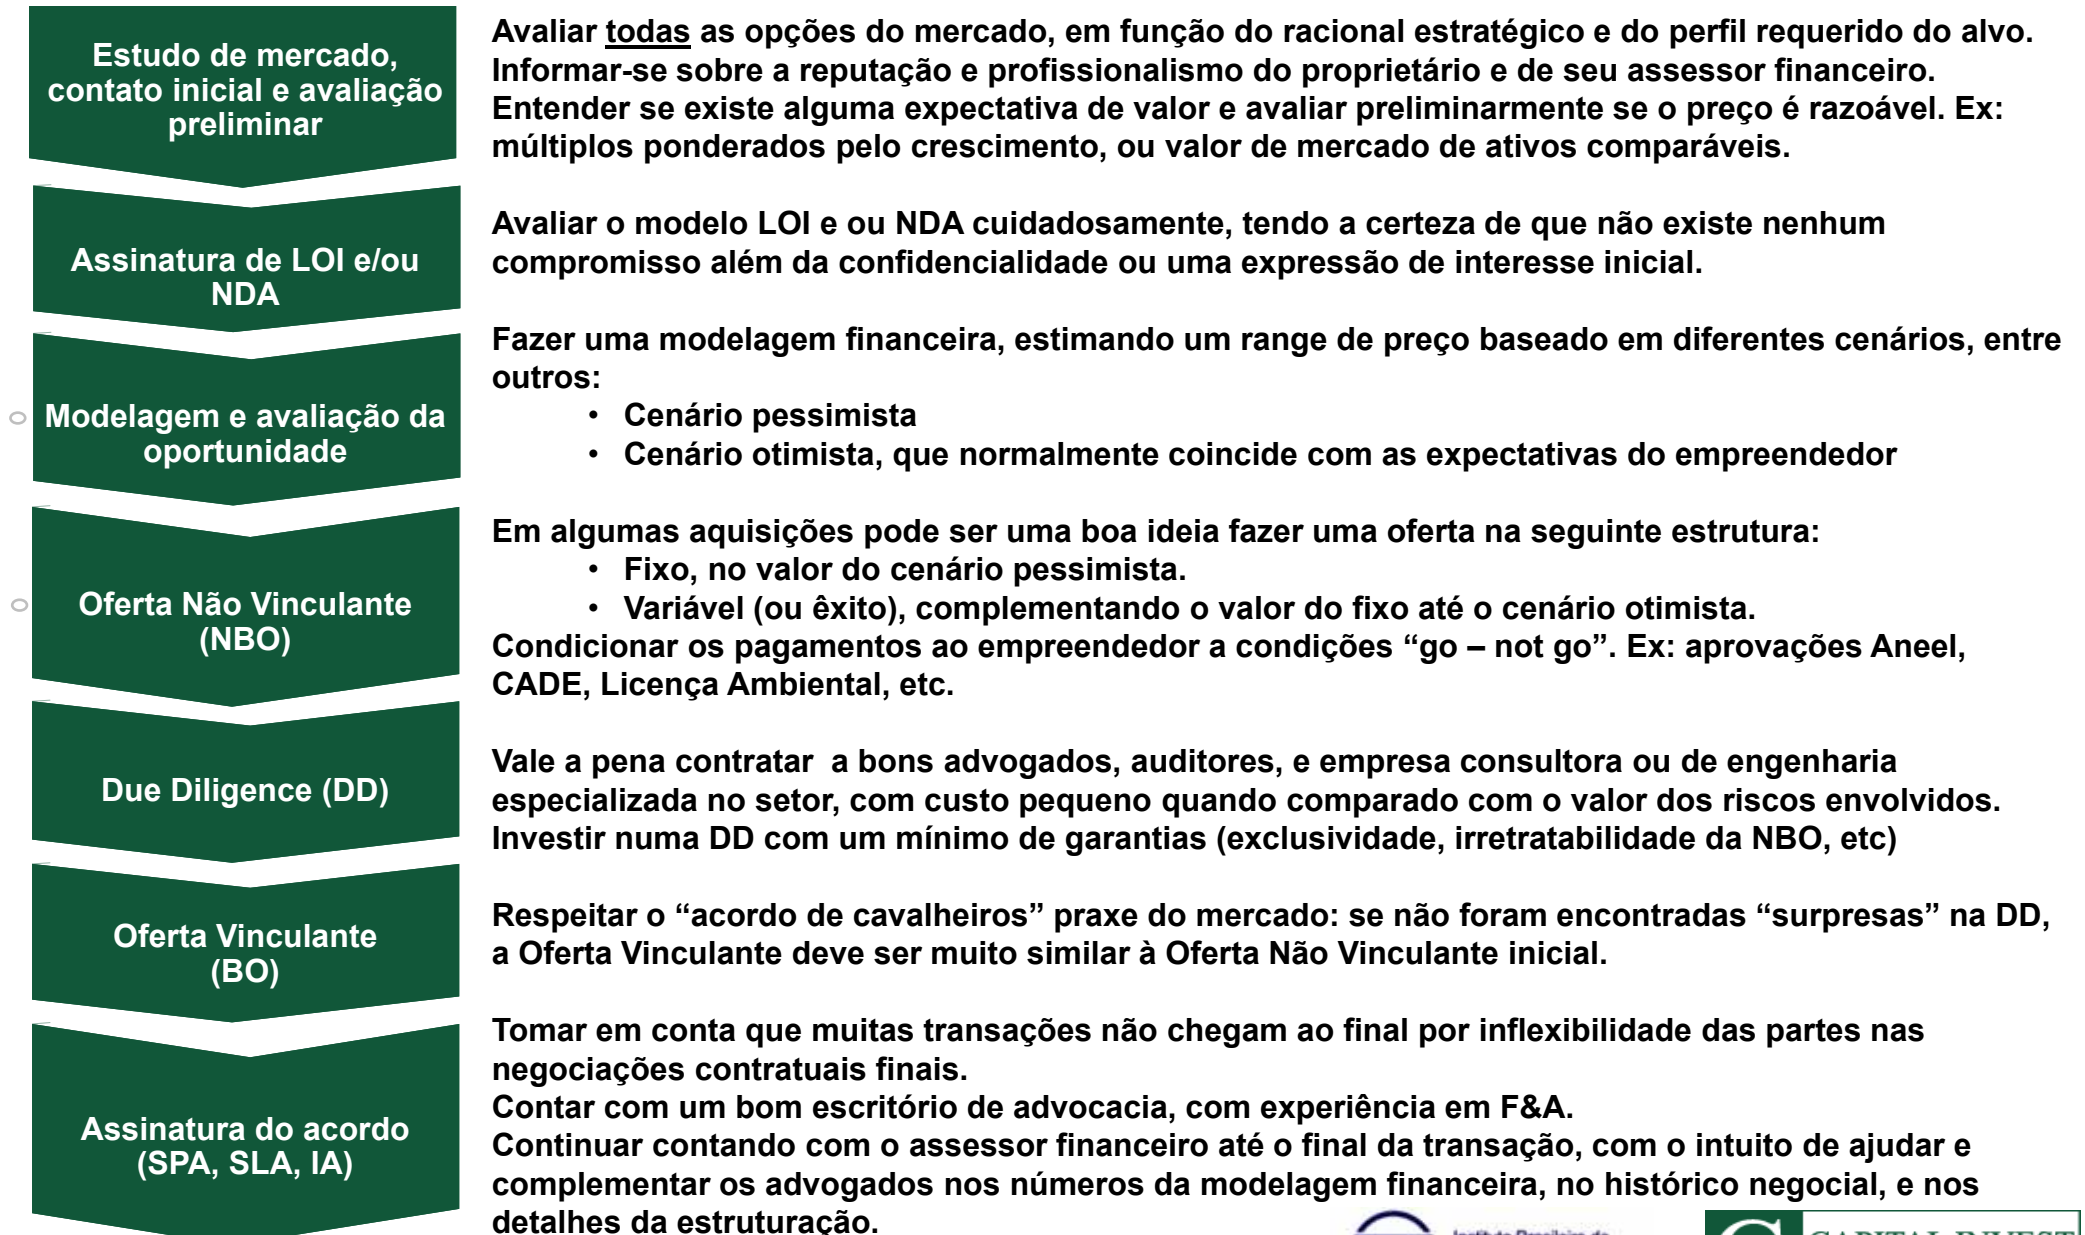 Estudo de mercado,
contato inicial e avaliação
preliminar
Avaliar todas as opções do mercado, em função do racional estratégico e do perfil requerido do alvo.
Informar-se sobre a reputação e profissionalismo do proprietário e de seu assessor financeiro.
Entender se existe alguma expectativa de valor e avaliar preliminarmente se o preço é razoável. Ex:
múltiplos ponderados pelo crescimento, ou valor de mercado de ativos comparáveis.
Assinatura de LOI e/ou
NDA
Avaliar o modelo LOI e ou NDA cuidadosamente, tendo a certeza de que não existe nenhum
compromisso além da confidencialidade ou uma expressão de interesse inicial.
Modelagem e avaliação da
oportunidade
Fazer uma modelagem financeira, estimando um range de preço baseado em diferentes cenários, entre
outros:
• Cenário pessimista
• Cenário otimista, que normalmente coincide com as expectativas do empreendedor
Oferta Não Vinculante
(NBO)
Em algumas aquisições pode ser uma boa ideia fazer uma oferta na seguinte estrutura:
• Fixo, no valor do cenário pessimista.
• Variável (ou êxito), complementando o valor do fixo até o cenário otimista.
Condicionar os pagamentos ao empreendedor a condições “go – not go”. Ex: aprovações Aneel,
CADE, Licença Ambiental, etc.
Due Diligence (DD)
Vale a pena contratar  a bons advogados, auditores, e empresa consultora ou de engenharia
especializada no setor, com custo pequeno quando comparado com o valor dos riscos envolvidos.
Investir numa DD com um mínimo de garantias (exclusividade, irretratabilidade da NBO, etc)
Oferta Vinculante
(BO)
Respeitar o “acordo de cavalheiros” praxe do mercado: se não foram encontradas “surpresas” na DD,
a Oferta Vinculante deve ser muito similar à Oferta Não Vinculante inicial.
Assinatura do acordo
(SPA, SLA, IA)
Tomar em conta que muitas transações não chegam ao final por inflexibilidade das partes nas
negociações contratuais finais.
Contar com um bom escritório de advocacia, com experiência em F&A.
Continuar contando com o assessor financeiro até o final da transação, com o intuito de ajudar e
complementar os advogados nos números da modelagem financeira, no histórico negocial, e nos
detalhes da estruturação.
CAPITAL INVEST